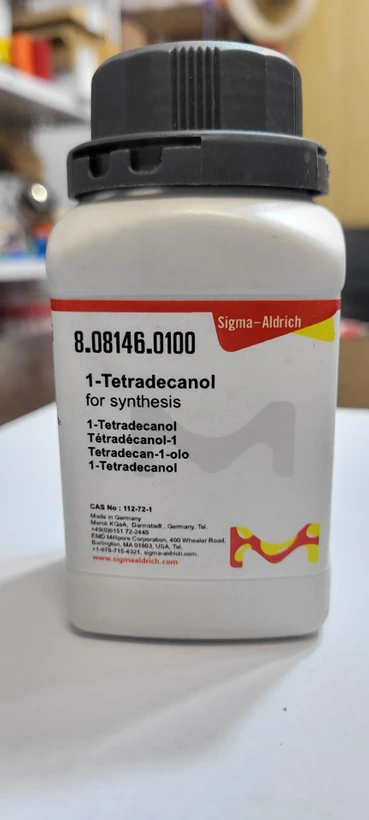 Sigma-Aldrich
8.08146.0100
1-Tetradecanol
for synthesis
1-Tetradecanol
Tétradécanol-1
Tetradecan-1-olo
1-Tetradecanol
CAS No : 112-72-1
Made in Germany
Merck KGaA, Darmstadt , Germany, Tel.
+49(0)6151 72-2440
EMD Millipore Corporation, 400 Wheeler Road,
Burlington, MA 01803, USA, Tel.
+1-978-715-4321, sigma-aldrich.com.
www.sigmaaldrich.com